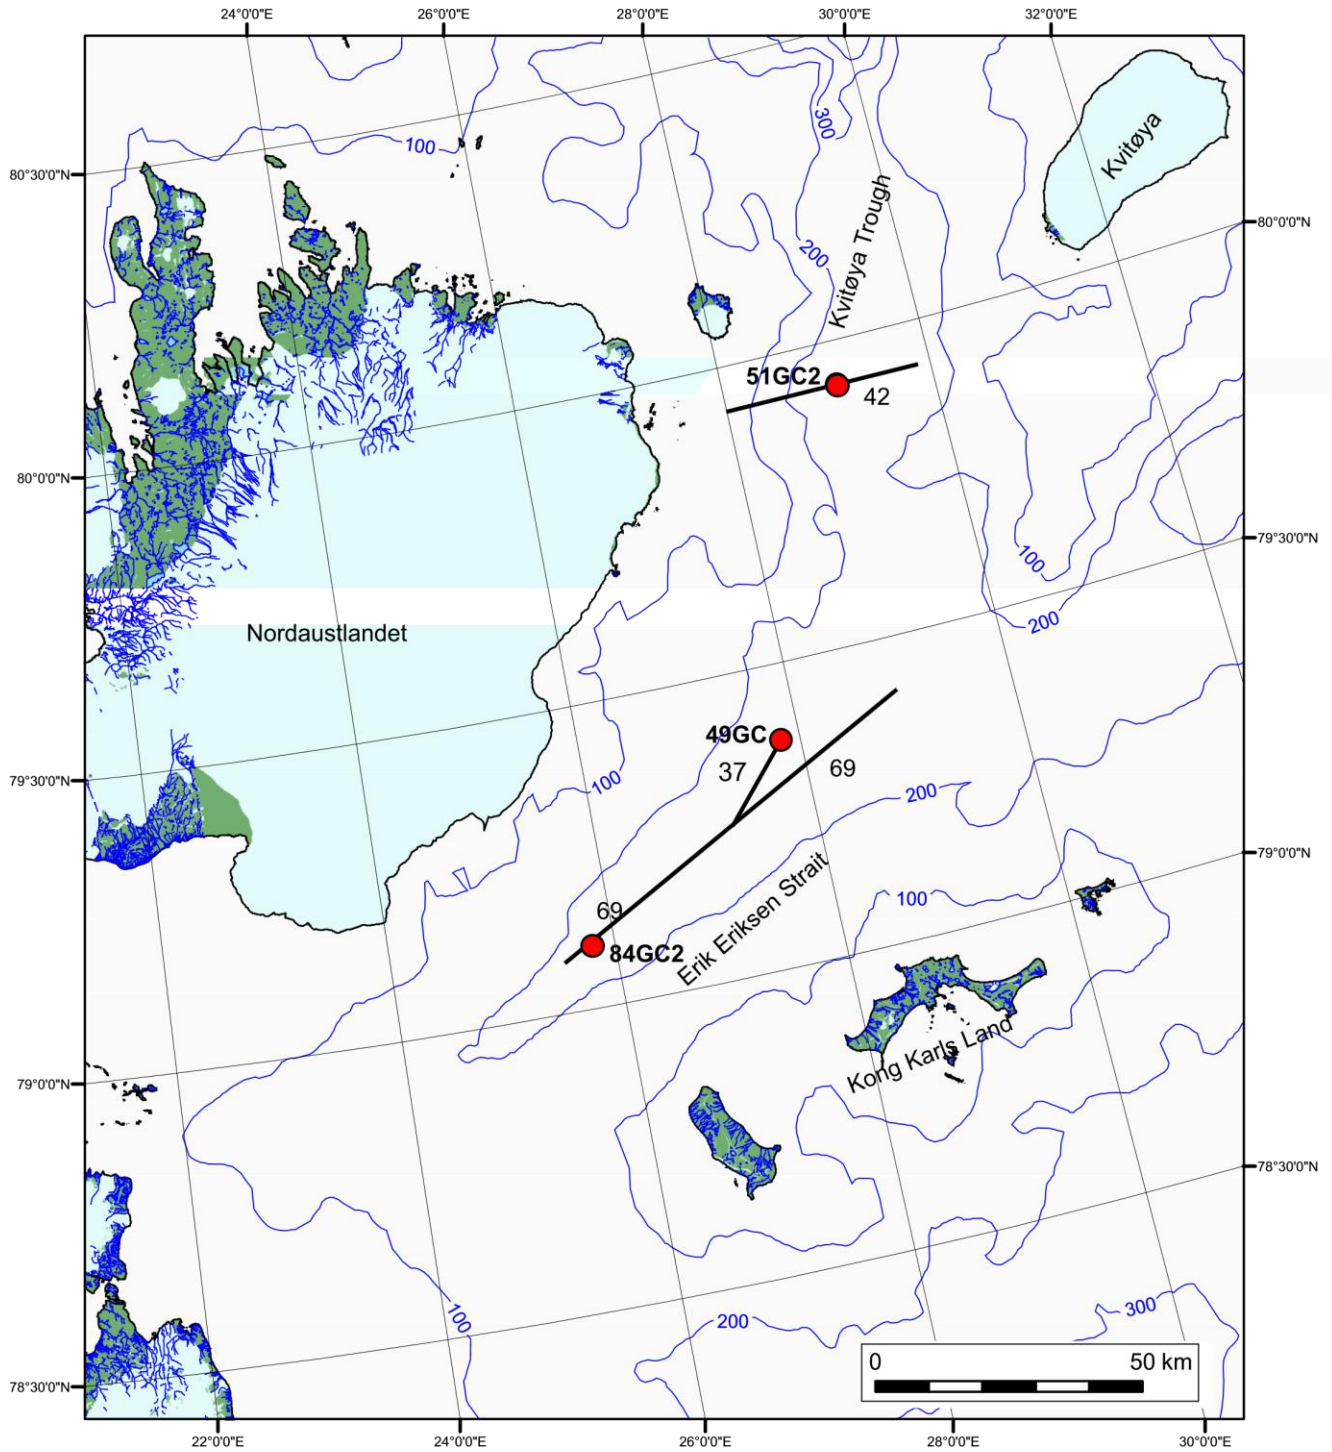 24°0'0"E
26°0'0"E
28°0'0"E
30°0'0"E
32°0'0"E
300
100
Kvitøya
80°30'0"N
Kvitøya Trough
80°0'0"N
200
51GC2
42
80°0'0"N
79°30'0"N
100
200
Nordaustlandet
49GC
37
69
79°30'0"N
100
200
79°0'0"N
Erik Eriksen Strait
100
69
84GC2
Kong Karls Land
79°0'0"N
78°30'0"N
100
200
300
0
50 km
78°30'0"N
22°0'0"E
24°0'0"E
26°0'0"E
28°0'0"E
30°0'0"E